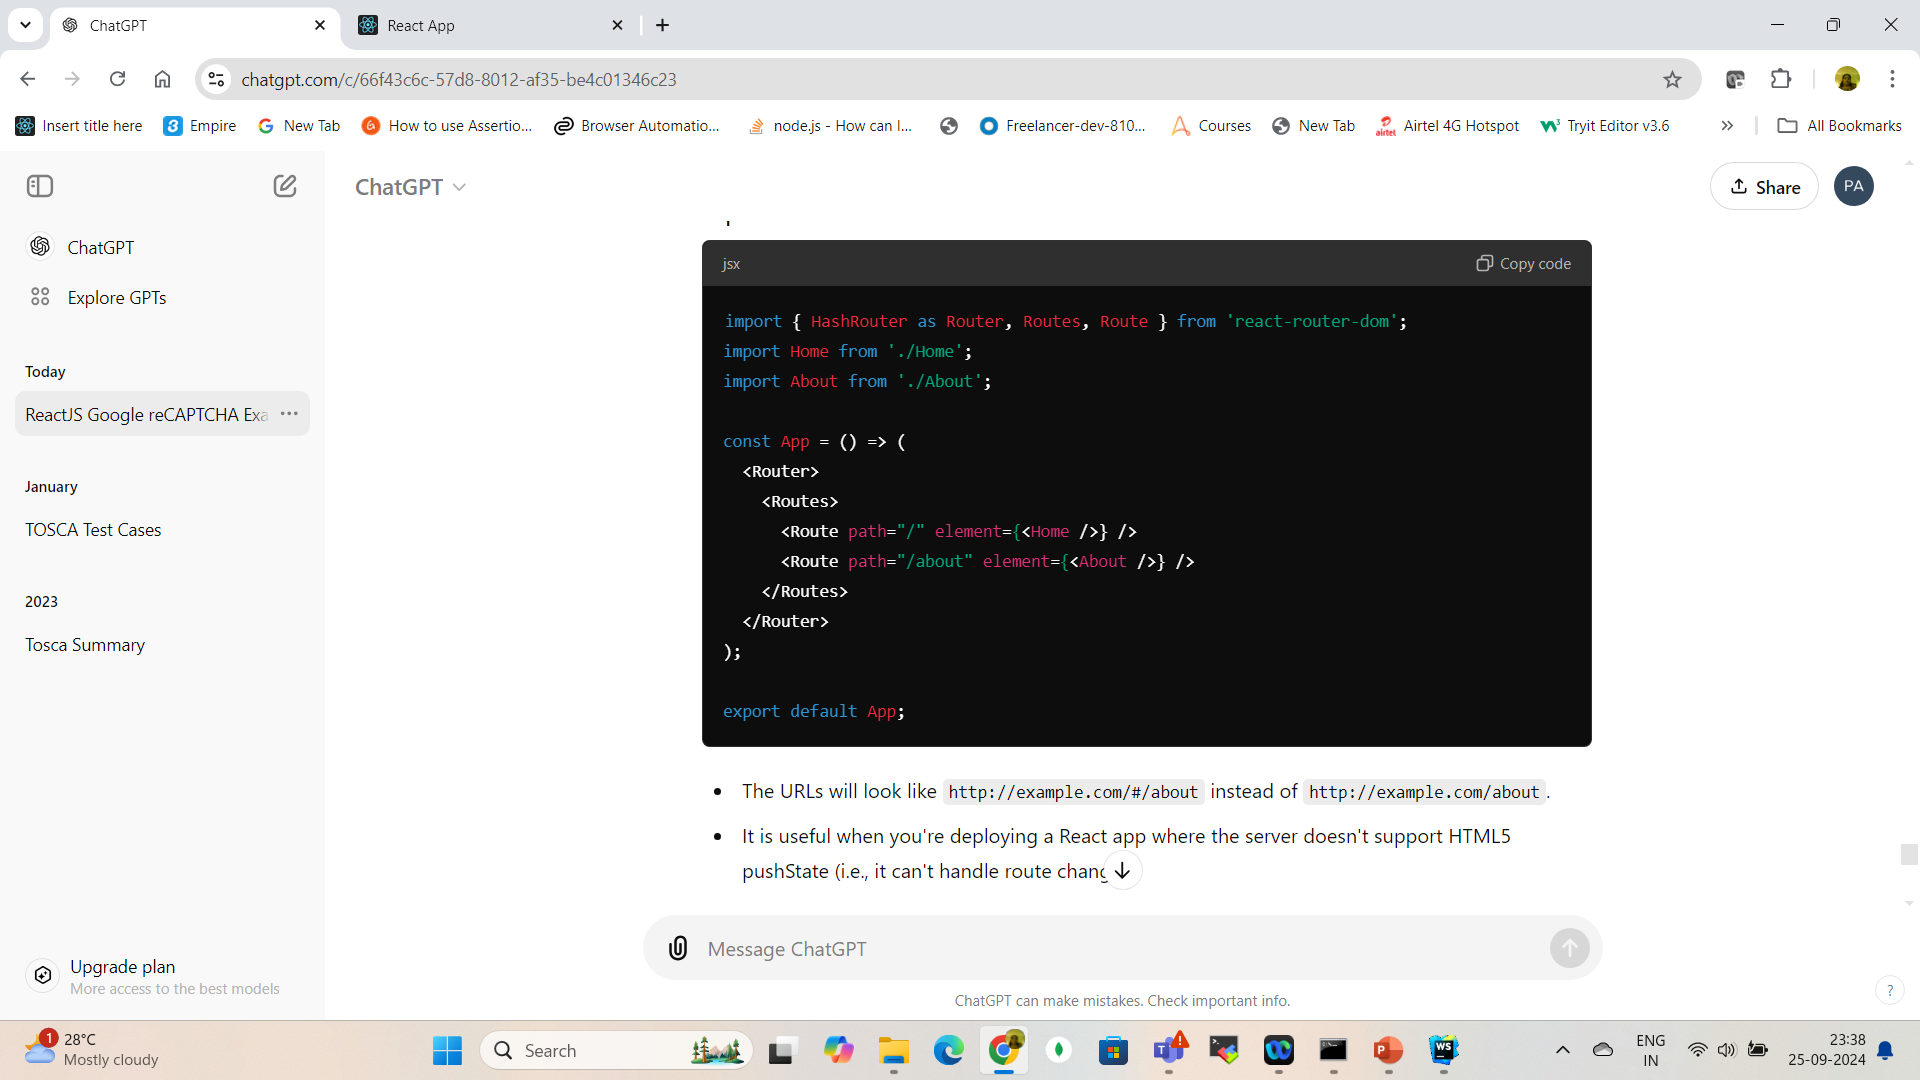 ChatGPT
React App
chatgpt.com/c/66f43c6c-57d8-8012-af35-be4c01346c23
Insert title here
Empire
New Tab
How to use Assertio...
Browser Automatio...
node.js - How can I...
Freelancer-dev-810...
Courses
New Tab
Airtel 4G Hotspot
Tryit Editor v3.6
All Bookmarks
ChatGPT
Share
PA
ChatGPT
Explore GPTs
Today
ReactJS Google reCAPTCHA Exa
January
TOSCA Test Cases
2023
Tosca Summary
Upgrade plan
More access to the best models
jsx
Copy code
import { HashRouter as Router, Routes, Route } from 'react-router-dom';
import Home from './Home';
import About from './About';
const App = () => (
<Router>
<Routes>
<Route path="/" element={<Home />} />
<Route path="/about" element={<About />} />
</Routes>
</Router>
);
export default App;
The URLs will look like http://example.com/#/about instead of http://example.com/about.
It is useful when you're deploying a React app where the server doesn't support HTML5
pushState (i.e., it can't handle route
Message ChatGPT
ChatGPT can make mistakes. Check important info.
?
1
28°C
Mostly cloudy
Search
ENG
IN
23:38
25-09-2024